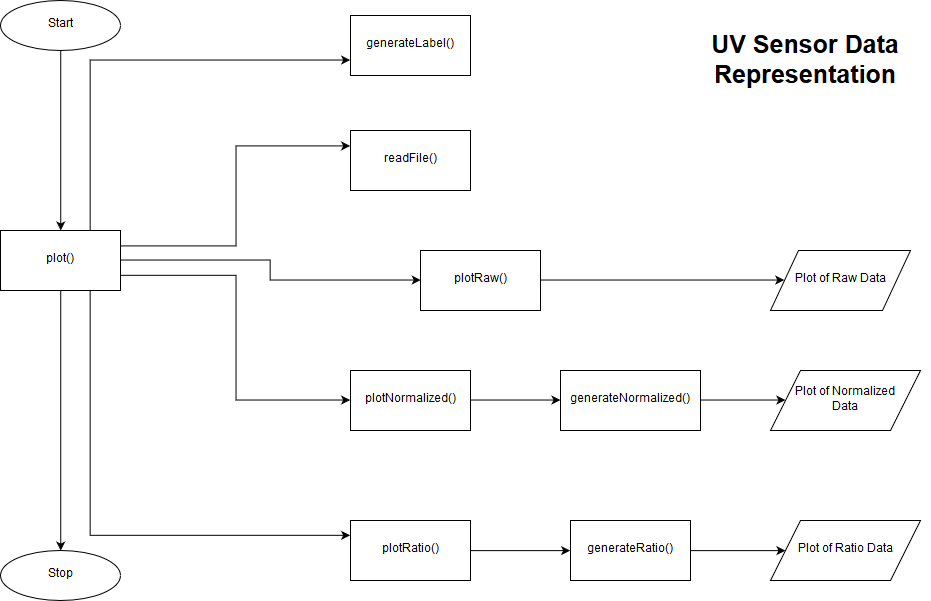 Start
generateLabel()
UV Sensor Data
Representation
readFile()
plot()
plotRaw()
Plot of Raw Data
plotNormalized()
generateNormalized()
Plot of Normalized
Data
plotRatio()
generateRatio()
Plot of Ratio Data
Stop